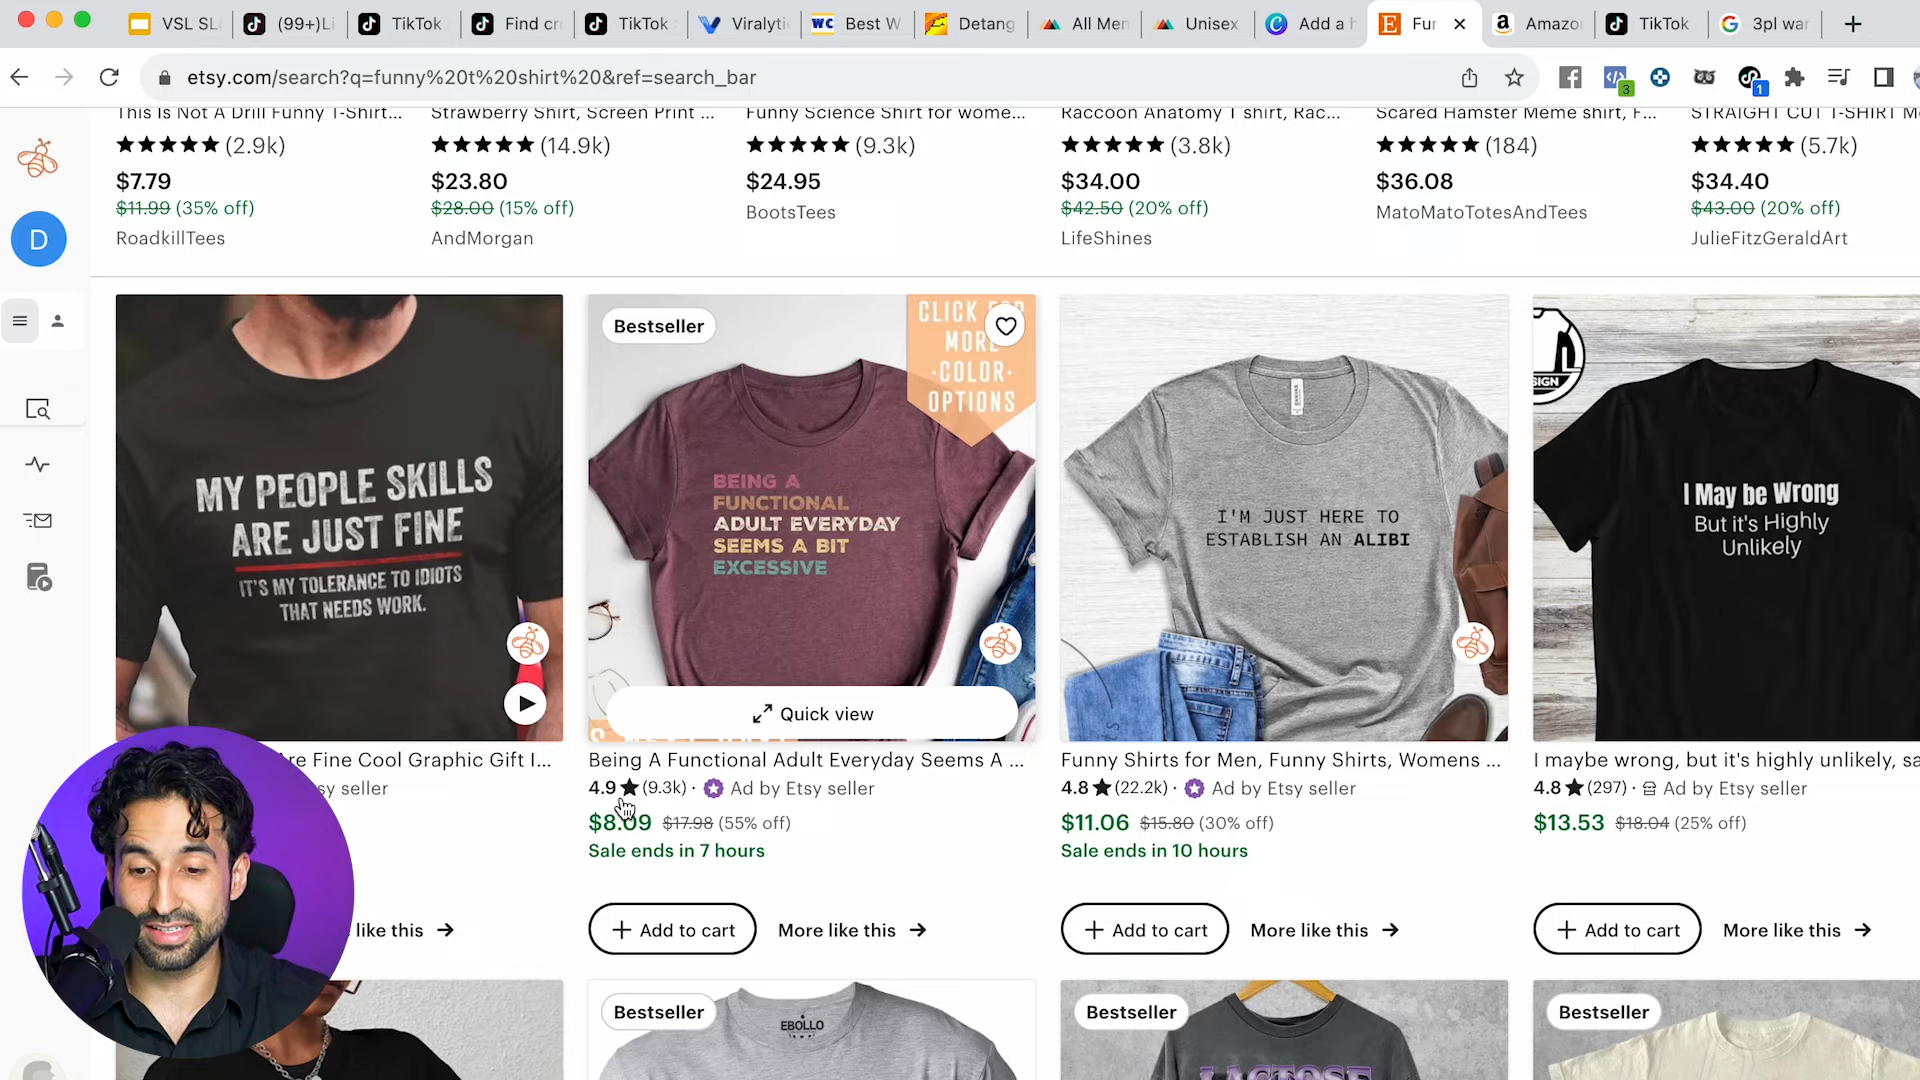 VSL SL
(99+) Li
TikTok
Find cr
TikTok
Viralyti
WC
Best W
Detang
All Men
Unisex
Add a h
Fur
Amazo
TikTok
3pl war
etsy.com/search?q=funny%20t%20shirt%20&ref=search_bar
3
1
D
This Is Not A Drill Funny T-Shirt...
(2.9k)
$7.79
$11.99 (35% off)
RoadkillTees
Strawberry Shirt, Screen Print ...
(14.9k)
$23.80
$28.00 (15% off)
AndMorgan
Funny Science Shirt for wome...
(9.3k)
$24.95
BootsTees
Raccoon Anatomy T shirt, Rac...
(3.8k)
$34.00
$42.50 (20% off)
LifeShines
Scared Hamster Meme shirt, F...
(184)
$36.08
MatoMatoTotesAndTees
STRAIGHT CUT T-SHIRT M
(5.7k)
$34.40
$43.00 (20% off)
JulieFitzGeraldArt
MY PEOPLE SKILLS
ARE JUST FINE
IT'S MY TOLERANCE TO IDIOTS
THAT NEEDS WORK.
re Fine Cool Graphic Gift I...
sy seller
like this
Bestseller
CLICK FOR
MORE
·COLOR·
OPTIONS
BEING A
FUNCTIONAL
ADULT EVERYDAY
SEEMS A BIT
EXCESSIVE
Quick view
Being A Functional Adult Everyday Seems A ...
4.9 (9.3k) · Ad by Etsy seller
$8.09 $17.98 (55% off)
Sale ends in 7 hours
+ Add to cart
More like this
I'M JUST HERE TO
ESTABLISH AN ALIBI
Funny Shirts for Men, Funny Shirts, Womens ...
4.8 (22.2k) · Ad by Etsy seller
$11.06 $15.80 (30% off)
Sale ends in 10 hours
+ Add to cart
More like this
SIGN
I May be Wrong
But it's Highly
Unlikely
I maybe wrong, but it's highly unlikely, sa
4.8 (297) · Ad by Etsy seller
$13.53 $18.04 (25% off)
+ Add to cart
More like this
Bestseller
EBOLLO
Bestseller
LACTOSE
Bestseller